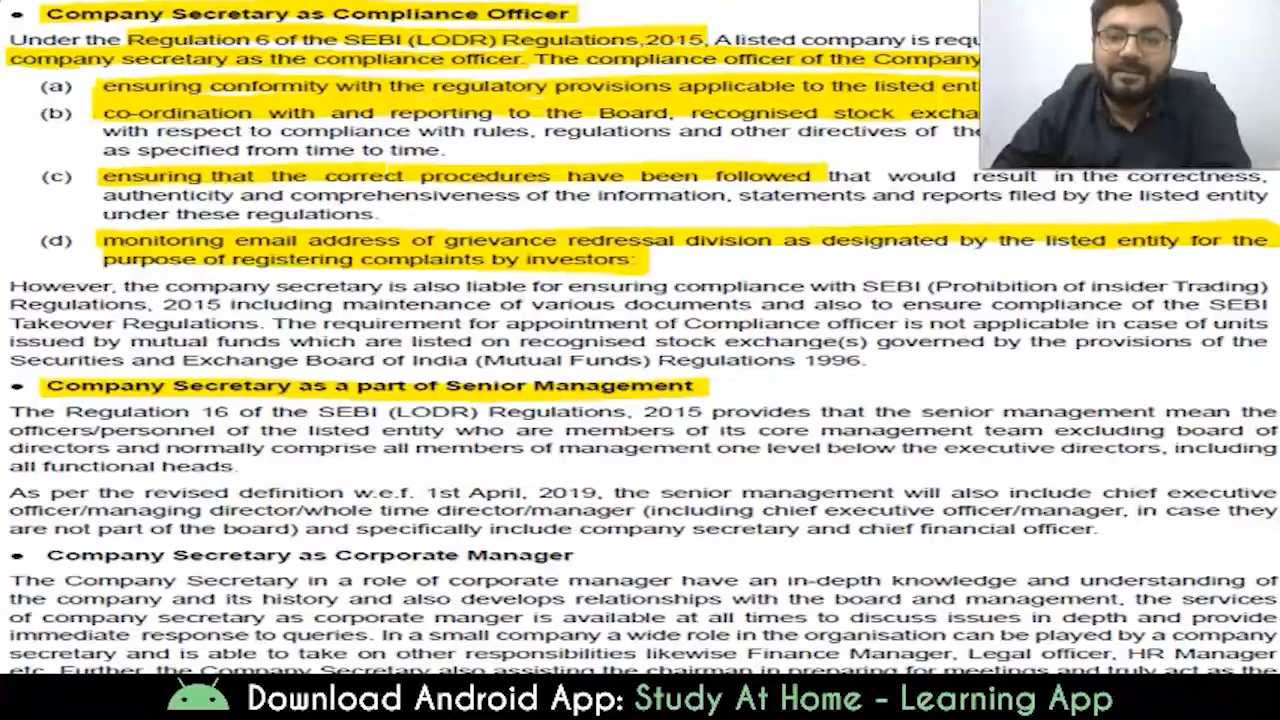 • Company Secretary as Compliance Officer
Under the Regulation 6 of the SEBI (LODR) Regulations,2015, A listed company is
company secretary as the compliance officer. The compliance officer of the Company
(a) ensuring conformity with the regulatory provisions applicable to the listed
(b) co-ordination with and reporting to the Board, recognised stock
with respect to compliance with rules, regulations and other directives of
as specified from time to time.
(c) ensuring that the correct procedures have been followed that would result in the correctness,
authenticity and comprehensiveness of the information, statements and reports filed by the listed entity
under these regulations.
(d) monitoring email address of grievance redressal division as designated by the listed entity for the
purpose of registering complaints by investors:
However, the company secretary is also liable for ensuring compliance with SEBI (Prohibition of insider Trading)
Regulations, 2015 including maintenance of various documents and also to ensure compliance of the SEBI
Takeover Regulations. The requirement for appointment of Compliance officer is not applicable in case of units
issued by mutual funds which are listed on recognised stock exchange(s) governed by the provisions of the
Securities and Exchange Board of India (Mutual Funds) Regulations 1996.
• Company Secretary as a part of Senior Management
The Regulation 16 of the SEBI (LODR) Regulations, 2015 provides that the senior management mean the
officers/personnel of the listed entity who are members of its core management team excluding board of
directors and normally comprise all members of management one level below the executive directors, including
all functional heads.
As per the revised definition w.e.f. 1st April, 2019, the senior management will also include chief executive
officer/managing director/whole time director/manager (including chief executive officer/manager, in case they
are not part of the board) and specifically include company secretary and chief financial officer.
• Company Secretary as Corporate Manager
The Company Secretary in a role of corporate manager have an in-depth knowledge and understanding of
the company and its history and also develops relationships with the board and management, the services
of company secretary as corporate manger is available at all times to discuss issues in depth and provide
immediate response to queries. In a small company a wide role in the organisation can be played by a company
secretary and is able to take on other responsibilities likewise Finance Manager, Legal officer, HR Manager
etc. Further, the Company Secretary also assisting the chairman in preparing for meetings and truly act as the
Download Android App: Study At Home - Learning App